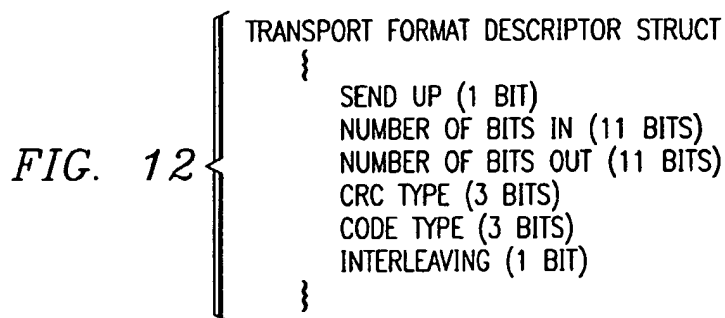 TRANSPORT FORMAT DESCRIPTOR STRUCT
{
SEND UP (1 BIT)
NUMBER OF BITS IN (11 BITS)
NUMBER OF BITS OUT (11 BITS)
CRC TYPE (3 BITS)
CODE TYPE (3 BITS)
INTERLEAVING (1 BIT)
}
FIG. 12